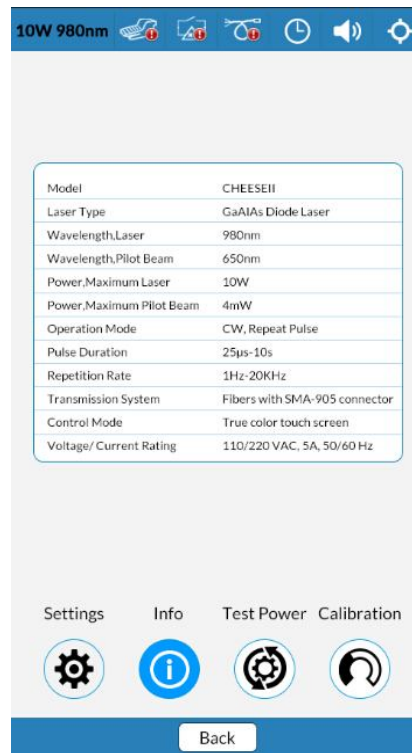 10W 980nm
Model CHEESEII
Laser Type GaAlAs Diode Laser
Wavelength,Laser 980nm
Wavelength,Pilot Beam 650nm
Power,Maximum Laser 10W
Power,Maximum Pilot Beam 4mW
Operation Mode CW, Repeat Pulse
Pulse Duration 25μs-10s
Repetition Rate 1Hz-20KHz
Transmission System Fibers with SMA-905 connector
Control Mode True color touch screen
Voltage/ Current Rating 110/220 VAC, 5A, 50/60 Hz
Settings Info Test Power Calibration
Back